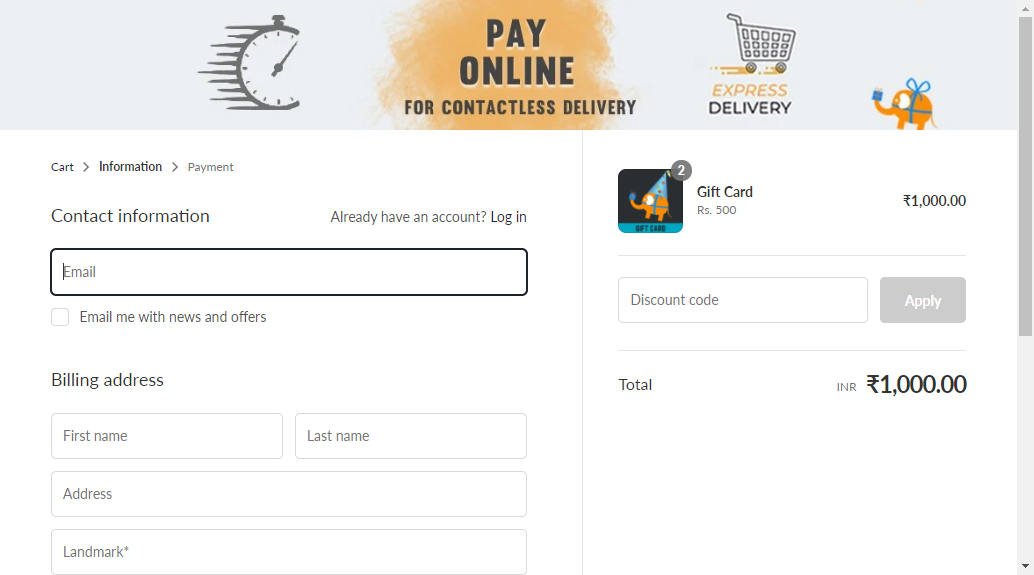 PAY
ONLINE
FOR CONTACTLESS DELIVERY
EXPRESS
DELIVERY
Cart > Information > Payment
Contact information
Already have an account? Log in
Email
Email me with news and offers
Billing address
First name
Last name
Address
Landmark*
GIFT CARD
2
Gift Card
Rs. 500
₹1,000.00
Discount code
Apply
Total
INR ₹1,000.00